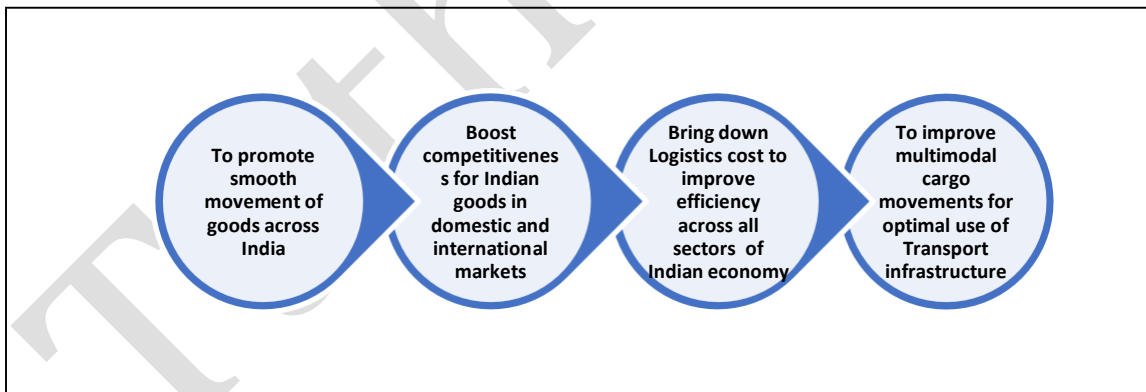 To promote
smooth
movement of
goods across
India
Boost
competitivenes
s for Indian
goods in
domestic and
international
markets
Bring down
Logistics cost to
improve
efficiency
across all
sectors of
Indian economy
To improve
multimodal
cargo
movements for
optimal use of
Transport
infrastructure